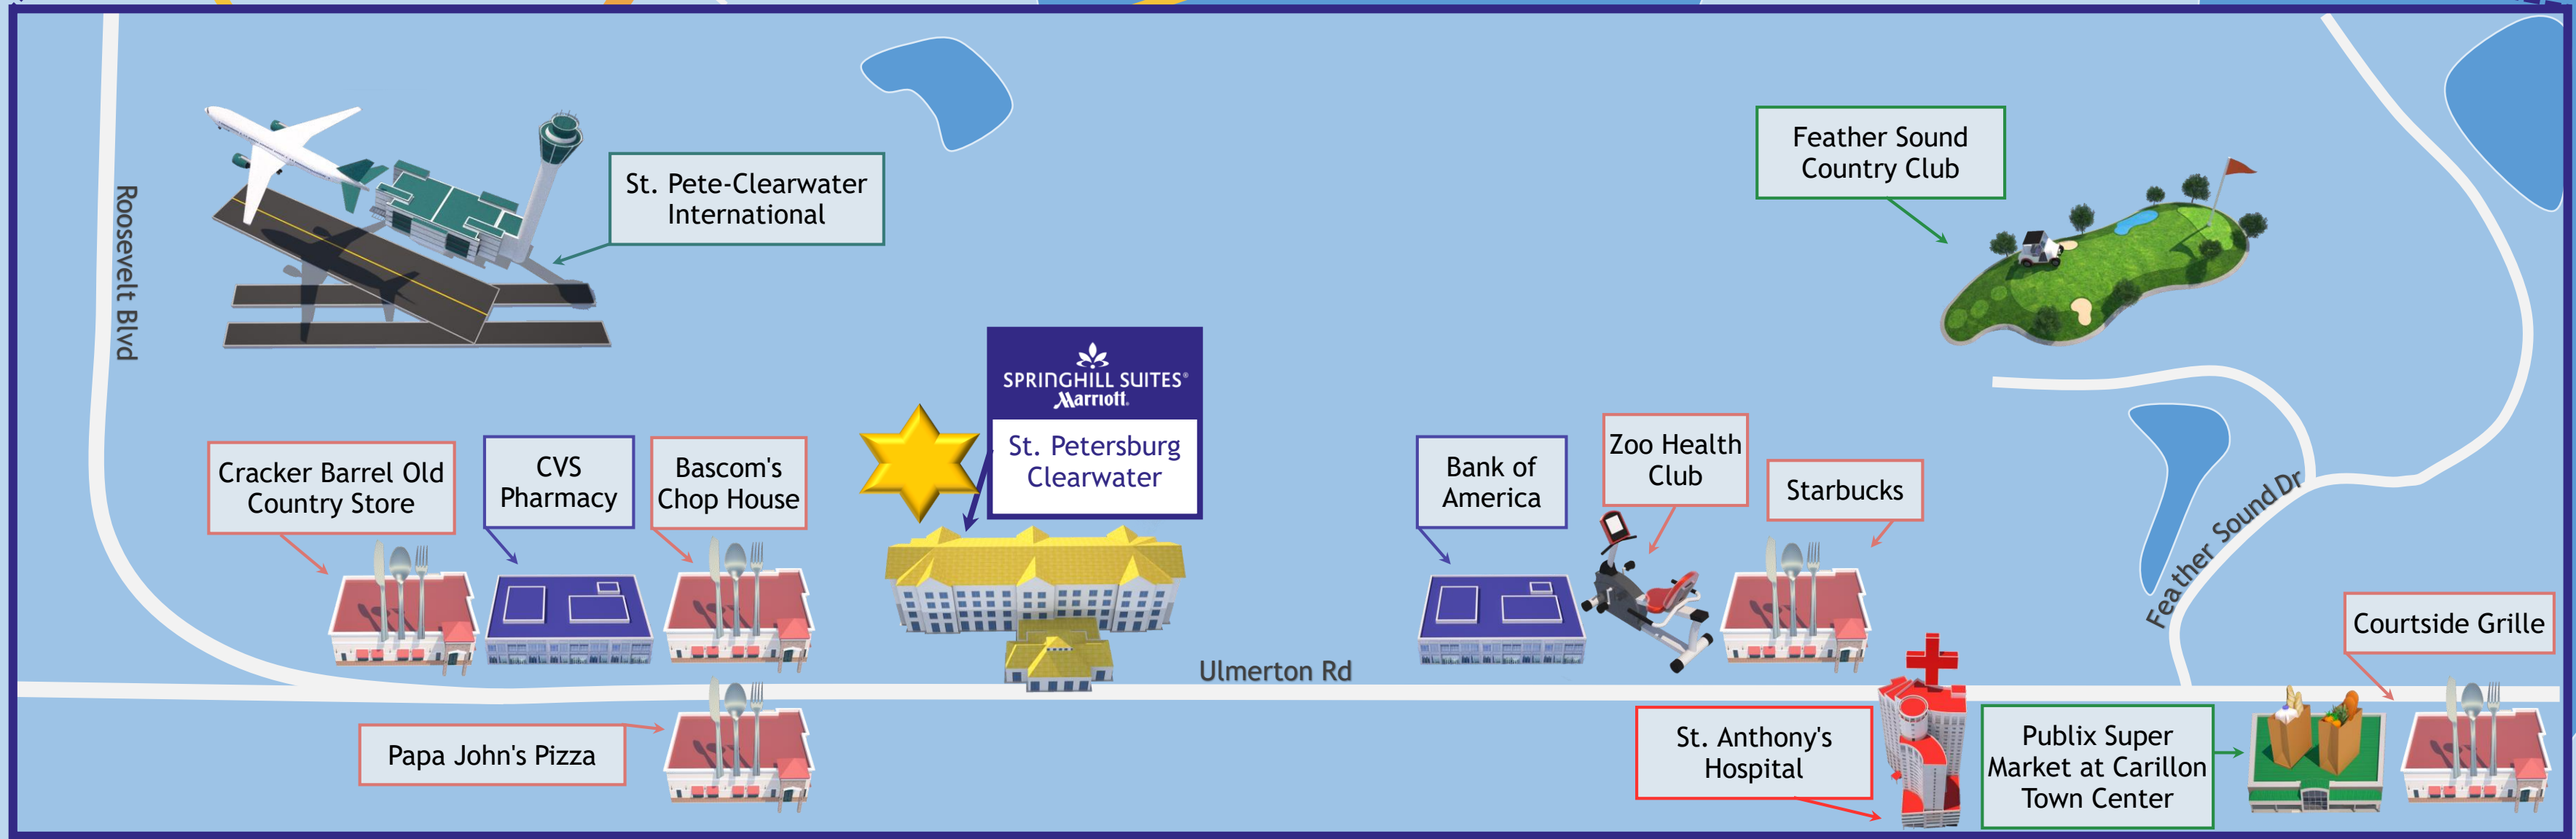 Feather Sound
Country Club
St. Pete-Clearwater
International
Roosevelt Blvd
SPRINGHILL SUITES®
Marriott.
St. Petersburg
Clearwater
Cracker Barrel Old
Country Store
CVS
Pharmacy
Bascom's
Chop House
Bank of
America
Zoo Health
Club
Starbucks
Feather Sound Dr
Courtside Grille
Ulmerton Rd
Papa John's Pizza
St. Anthony's
Hospital
Publix Super
Market at Carillon
Town Center